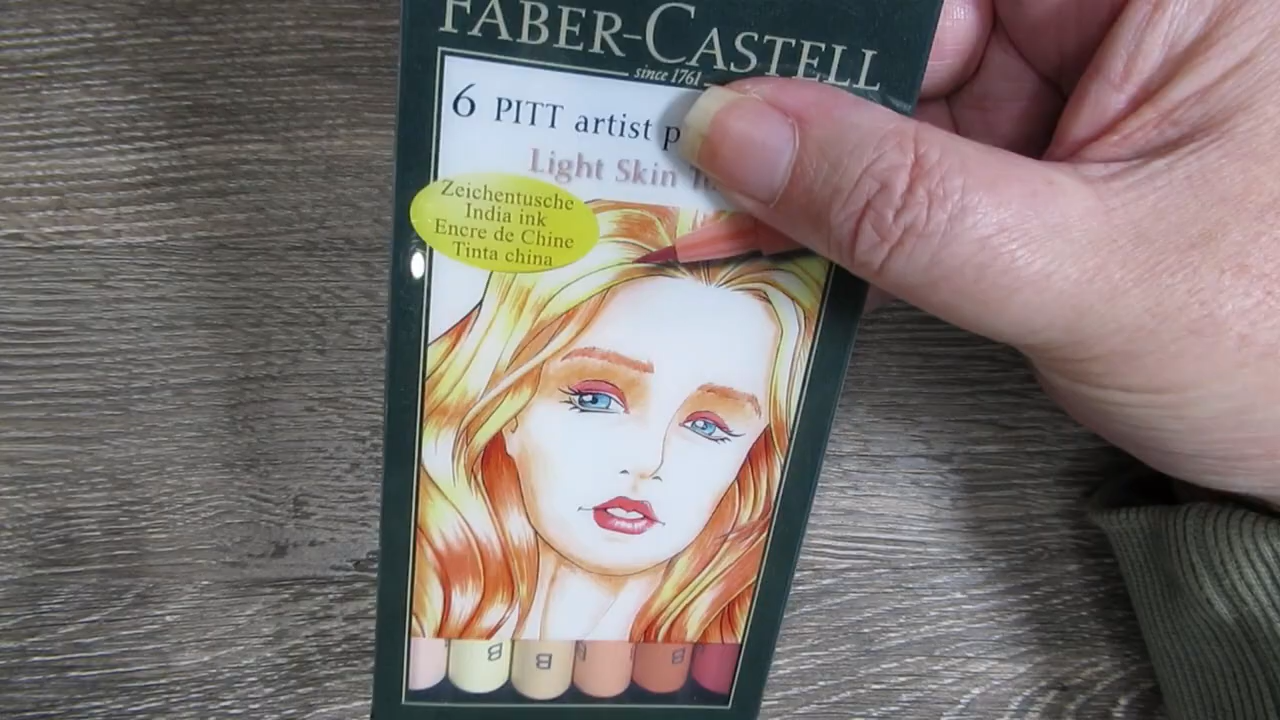 FABER-CASTELL
since 1761
6 PITT artist
Light Skin
Zeichentusche
India ink
Encre de Chine
Tinta china
B
B
B